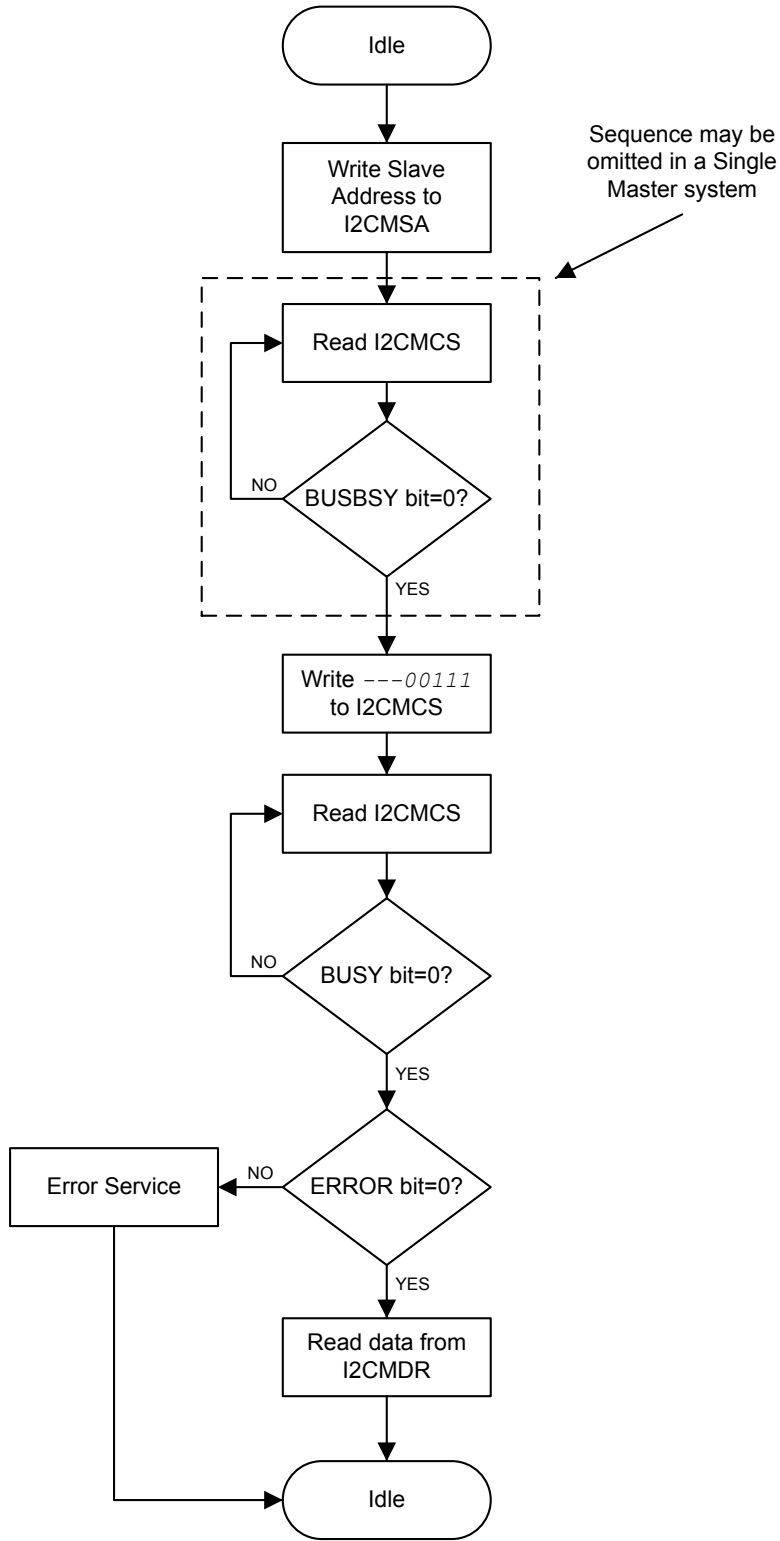 Idle
Sequence may be
omitted in a Single
Master system
Write Slave
Address to
I2CMSA
Read I2CMCS
NO
BUSBSY bit=0?
YES
Write ---00111
to I2CMCS
Read I2CMCS
NO
BUSY bit=0?
YES
Error Service
NO
ERROR bit=0?
YES
Read data from
I2CMDR
Idle